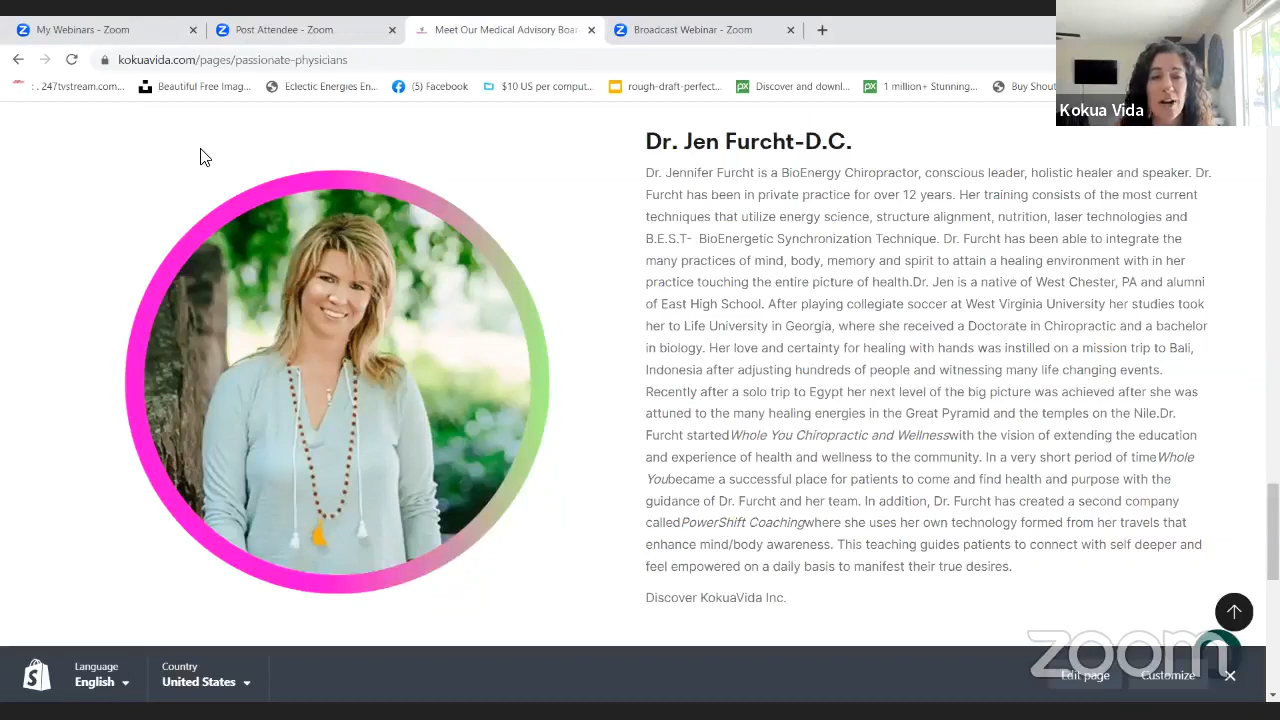 My Webinars - Zoom
Post Attendee - Zoom
Meet Our Medical Advisory Boar
Broadcast Webinar - Zoom
kokuavida.com/pages/passionate-physicians
: . 247tvstream.com...
Beautiful Free Imag...
Eclectic Energies En...
(5) Facebook
$10 US per comput...
rough-draft-perfect...
Discover and downl...
1 million+ Stunning...
Buy Shout
Kokua Vida
Dr. Jen Furcht-D.C.
Dr. Jennifer Furcht is a BioEnergy Chiropractor, conscious leader, holistic healer and speaker. Dr.
Furcht has been in private practice for over 12 years. Her training consists of the most current
techniques that utilize energy science, structure alignment, nutrition, laser technologies and
B.E.S.T- BioEnergetic Synchronization Technique. Dr. Furcht has been able to integrate the
many practices of mind, body, memory and spirit to attain a healing environment with in her
practice touching the entire picture of health.Dr. Jen is a native of West Chester, PA and alumni
of East High School. After playing collegiate soccer at West Virginia University her studies took
her to Life University in Georgia, where she received a Doctorate in Chiropractic and a bachelor
in biology. Her love and certainty for healing with hands was instilled on a mission trip to Bali,
Indonesia after adjusting hundreds of people and witnessing many life changing events.
Recently after a solo trip to Egypt her next level of the big picture was achieved after she was
attuned to the many healing energies in the Great Pyramid and the temples on the Nile.Dr.
Furcht startedWhole You Chiropractic and Wellnesswith the vision of extending the education
and experience of health and wellness to the community. In a very short period of timeWhole
Youbecame a successful place for patients to come and find health and purpose with the
guidance of Dr. Furcht and her team. In addition, Dr. Furcht has created a second company
calledPowerShift Coachingwhere she uses her own technology formed from her travels that
enhance mind/body awareness. This teaching guides patients to connect with self deeper and
feel empowered on a daily basis to manifest their true desires.
Discover KokuaVida Inc.
zoom
Language
English
Country
United States
Edit page
Customize